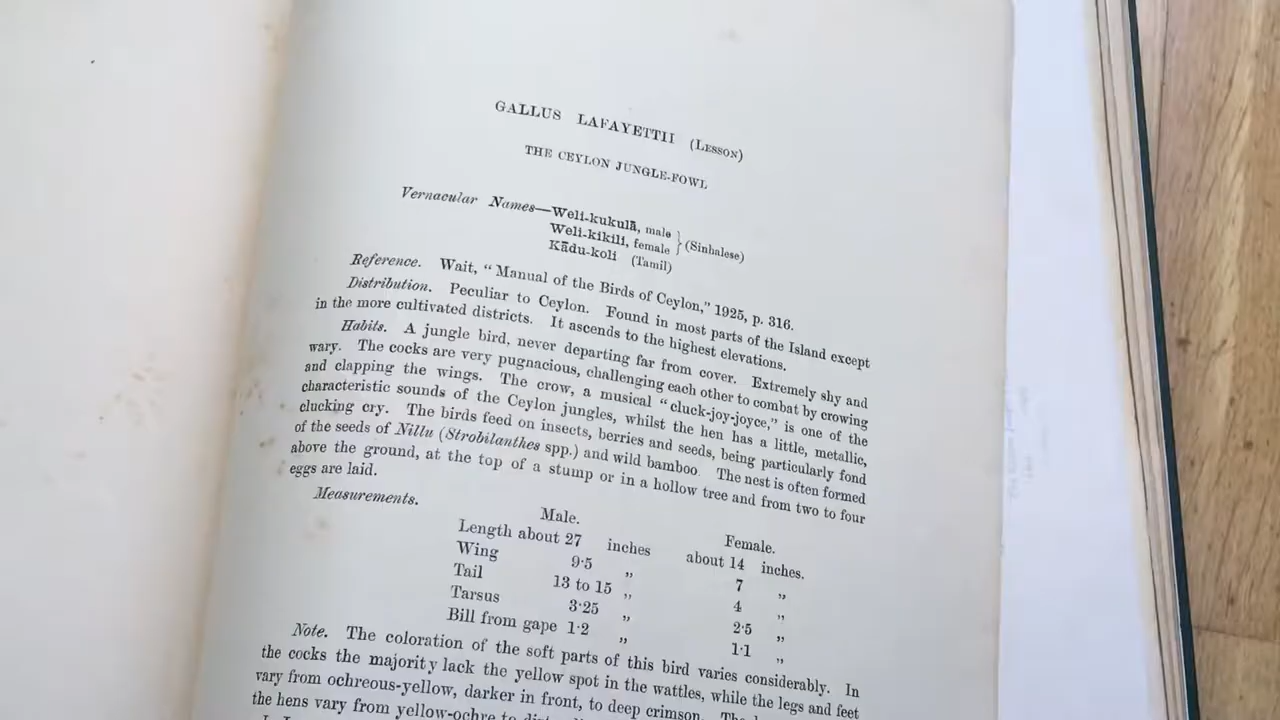 GALLUS LAFAYETTII (LESSON)
THE CEYLON JUNGLE-FOWL
Vernacular Names—Weli-kukulā, male } (Sinhalese)
Weli-kikili, female
Kādu-koli (Tamil)
Reference. Wait, “Manual of the Birds of Ceylon,” 1925, p. 316.
Distribution. Peculiar to Ceylon. Found in most parts of the Island except
in the more cultivated districts. It ascends to the highest elevations.
Habits. A jungle bird, never departing far from cover. Extremely shy and
wary. The cocks are very pugnacious, challenging each other to combat by crowing
and clapping the wings. The crow, a musical “cluck-joy-joyce,” is one of the
characteristic sounds of the Ceylon jungles, whilst the hen has a little, metallic,
clucking cry. The birds feed on insects, berries and seeds, being particularly fond
of the seeds of Nillu (Strobilanthes spp.) and wild bamboo. The nest is often formed
above the ground, at the top of a stump or in a hollow tree and from two to four
eggs are laid.
Measurements.
Male. Female.
Length about 27 inches about 14 inches.
Wing 9·5 ,, 7 ,,
Tail 13 to 15 ,, 4 ,,
Tarsus 3·25 ,, 2·5 ,,
Bill from gape 1·2 ,, 1·1 ,,
Note. The coloration of the soft parts of this bird varies considerably. In
the cocks the majority lack the yellow spot in the wattles, while the legs and feet
vary from ochreous-yellow, darker in front, to deep crimson.
the hens vary from yellow-ochre to